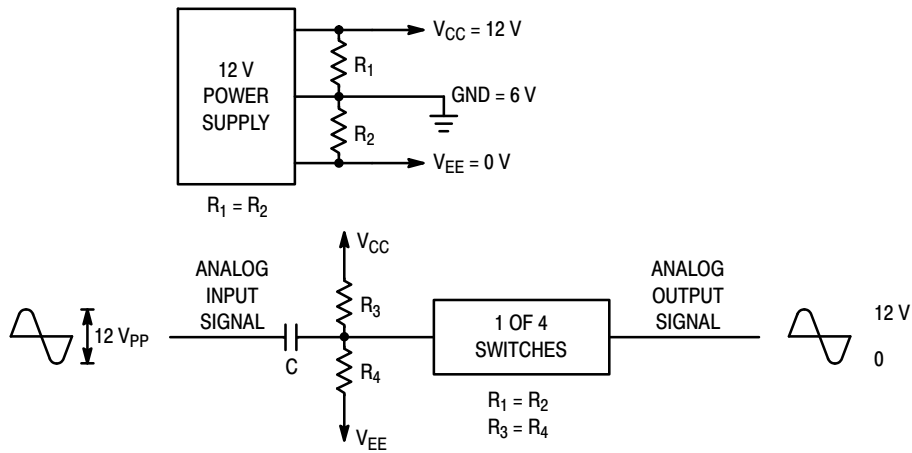 V_CC = 12 V
12 V
POWER
SUPPLY
R_1
GND = 6 V
R_2
V_EE = 0 V
R_1 = R_2
V_CC
ANALOG
INPUT
SIGNAL
R_3
1 OF 4
SWITCHES
ANALOG
OUTPUT
SIGNAL
12 V
12 V_PP
C
R_4
0
R_1 = R_2
R_3 = R_4
V_EE